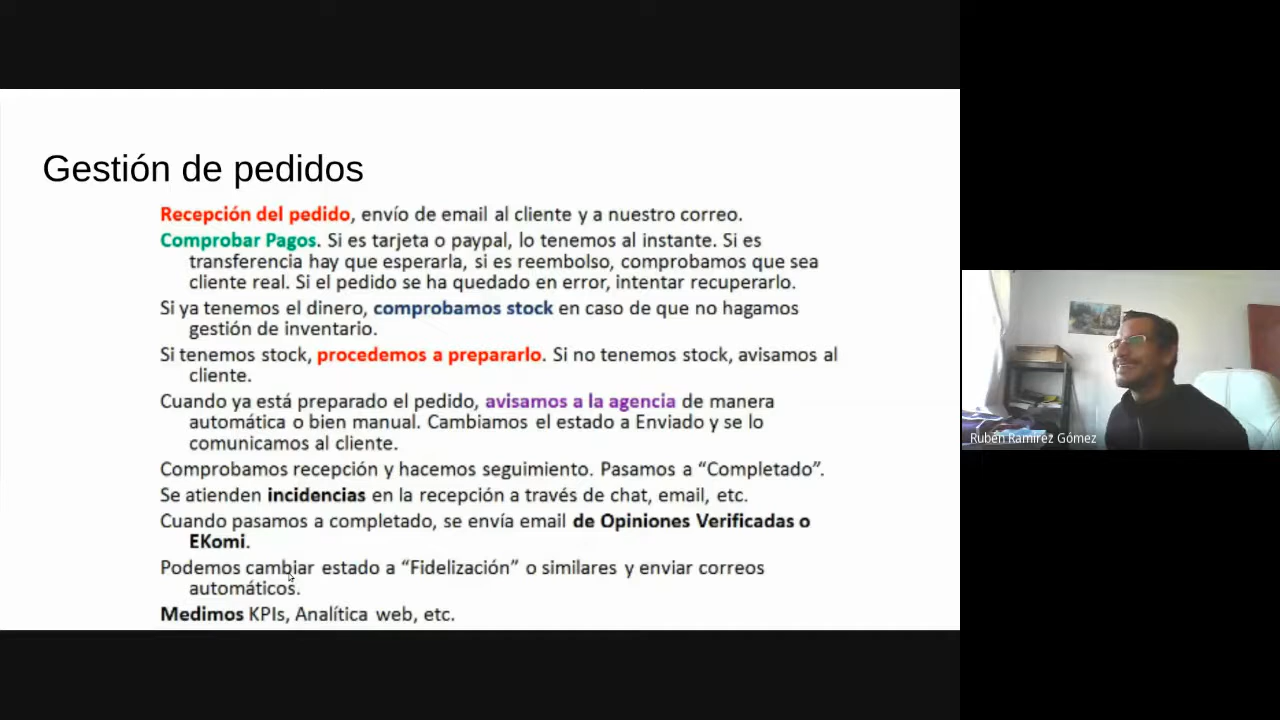 Gestión de pedidos
Recepción del pedido, envío de email al cliente y a nuestro correo.
Comprobar Pagos. Si es tarjeta o paypal, lo tenemos al instante. Si es
transferencia hay que esperarla, si es reembolso, comprobamos que sea
cliente real. Si el pedido se ha quedado en error, intentar recuperarlo.
Si ya tenemos el dinero, comprobamos stock en caso de que no hagamos
gestión de inventario.
Si tenemos stock, procedemos a prepararlo. Si no tenemos stock, avisamos al
cliente.
Cuando ya está preparado el pedido, avisamos a la agencia de manera
automática o bien manual. Cambiamos el estado a Enviado y se lo
comunicamos al cliente.
Comprobamos recepción y hacemos seguimiento. Pasamos a “Completado”.
Se atienden incidencias en la recepción a través de chat, email, etc.
Cuando pasamos a completado, se envía email de Opiniones Verificadas o
EKomi.
Podemos cambiar estado a “Fidelización” o similares y enviar correos
automáticos.
Medimos KPIs, Analítica web, etc.
Rubén Ramírez Gómez